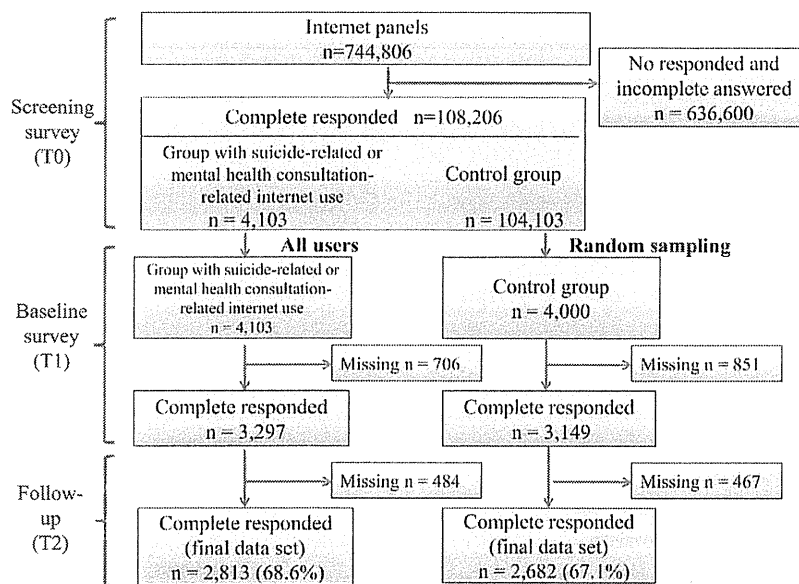 Internet panels
n=744,806
No responded and
incomplete answered
n = 636,600
Screening
survey
(T0)
Complete responded n=108,206
Group with suicide-related or
mental health consultation-
related internet use
n = 4,103
Control group
n = 104,103
All users
Random sampling
Baseline
survey
(T1)
Group with suicide-related or
mental health consultation-
related internet use
n = 4,103
Control group
n = 4,000
Missing n = 706
Missing n = 851
Complete responded
n = 3,297
Complete responded
n = 3,149
Follow-
up
(T2)
Missing n = 484
Missing n = 467
Complete responded
(final data set)
n = 2,813 (68.6%)
Complete responded
(final data set)
n = 2,682 (67.1%)